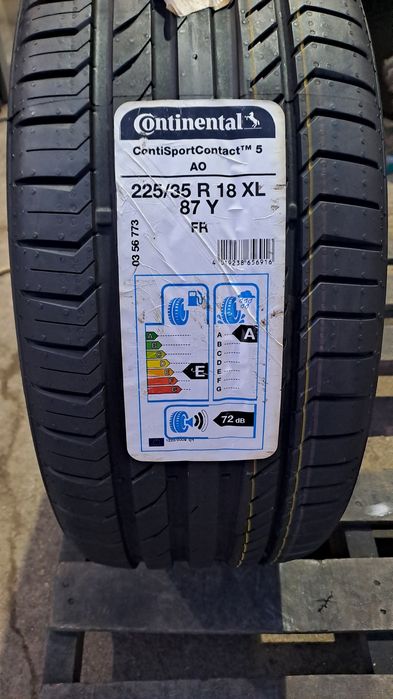 Continental
ContiSportContact™ 5
AO
225/35 R 18 XL
87 Y
FR
03 56 773
A
B
C
D
E
F
G
A
E
72 dB